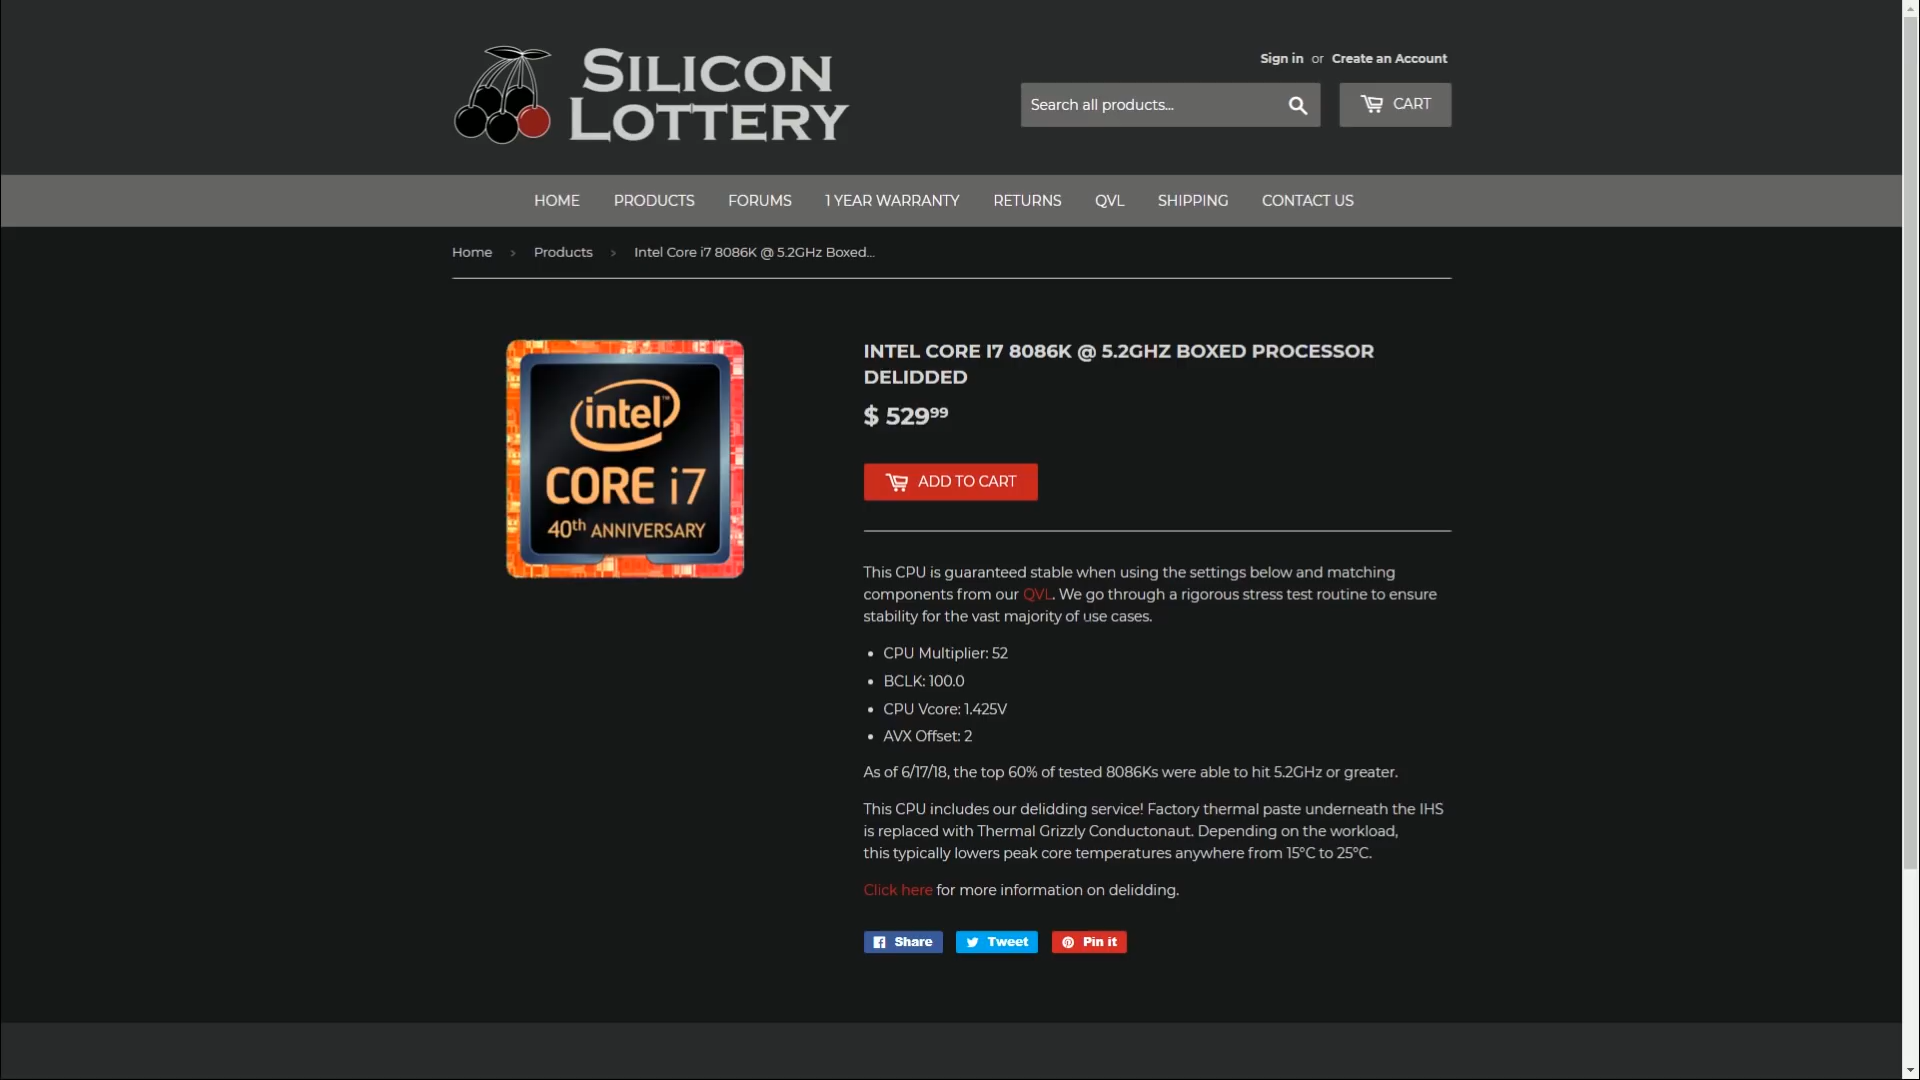 SILICON
LOTTERY
Sign in or Create an Account
Search all products...
CART
HOME PRODUCTS FORUMS 1 YEAR WARRANTY RETURNS QVL SHIPPING CONTACT US
Home › Products › Intel Core i7 8086K @ 5.2GHz Boxed...
intel™
CORE i7
40th ANNIVERSARY
INTEL CORE I7 8086K @ 5.2GHZ BOXED PROCESSOR
DELIDDED
$ 52999
ADD TO CART
This CPU is guaranteed stable when using the settings below and matching
components from our QVL. We go through a rigorous stress test routine to ensure
stability for the vast majority of use cases.
• CPU Multiplier: 52
• BCLK: 100.0
• CPU Vcore: 1.425V
• AVX Offset: 2
As of 6/17/18, the top 60% of tested 8086Ks were able to hit 5.2GHz or greater.
This CPU includes our delidding service! Factory thermal paste underneath the IHS
is replaced with Thermal Grizzly Conductonaut. Depending on the workload,
this typically lowers peak core temperatures anywhere from 15°C to 25°C.
Click here for more information on delidding.
Share Tweet Pin it